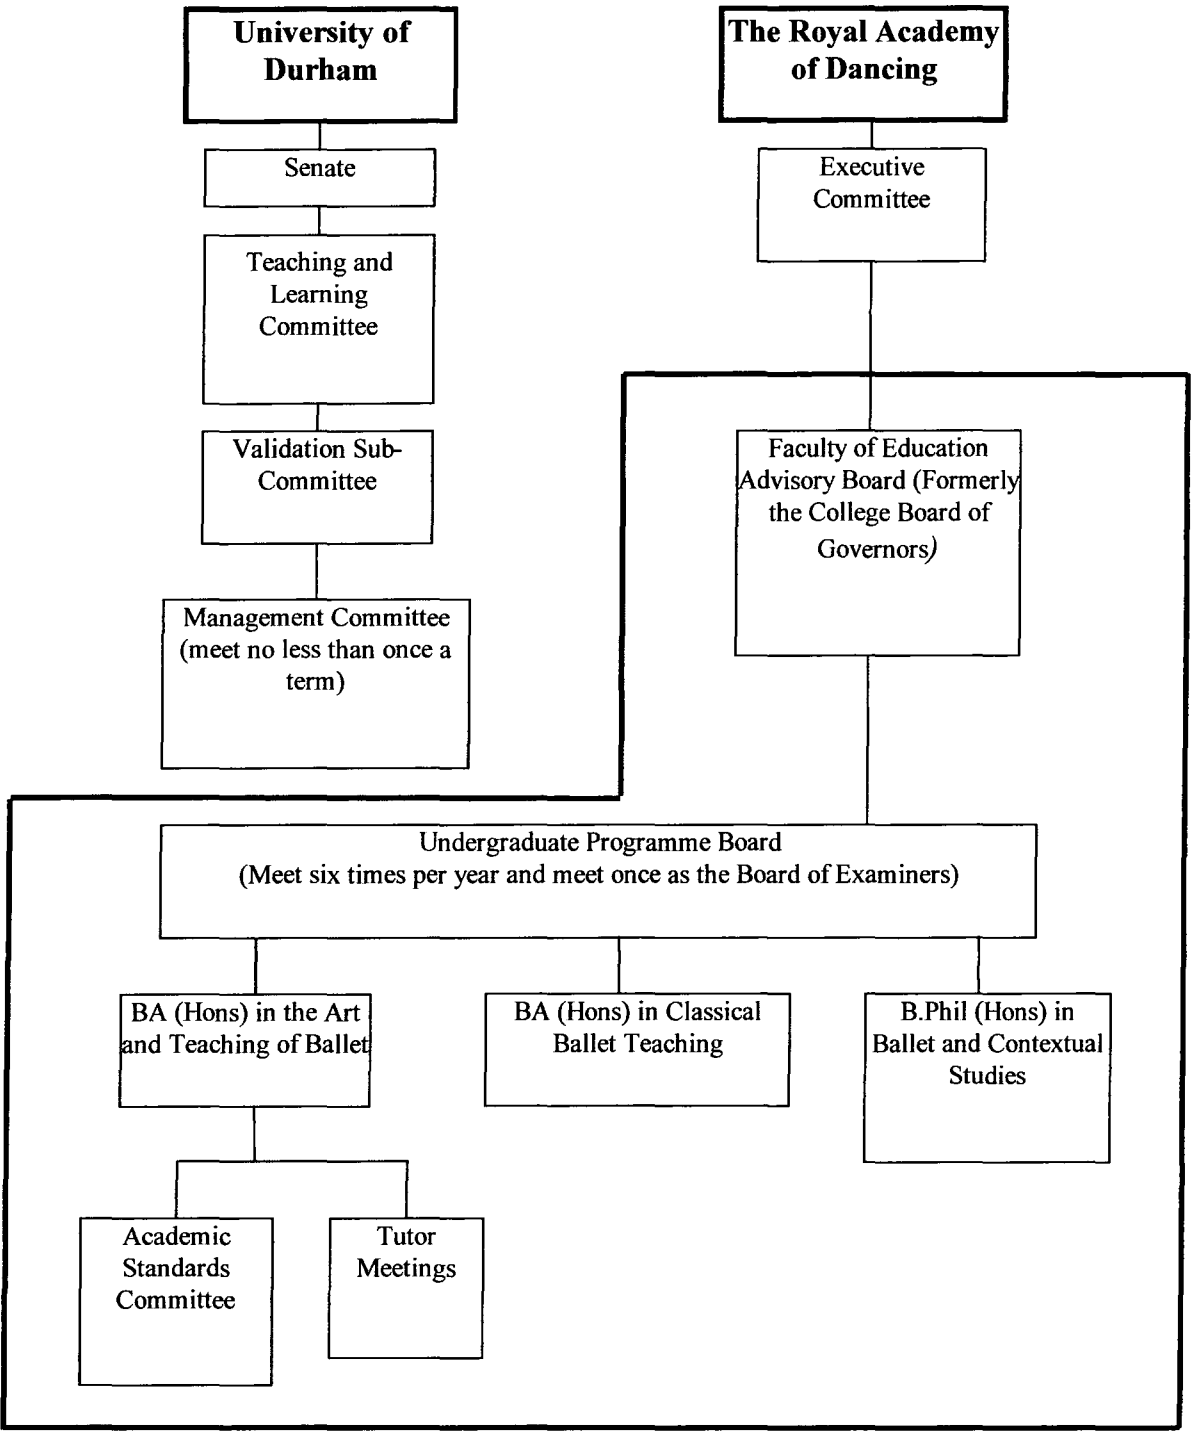 University of
Durham
The Royal Academy
of Dancing
Senate
Executive
Committee
Teaching and
Learning
Committee
Validation Sub-
Committee
Faculty of Education
Advisory Board (Formerly
the College Board of
Governors)
Management Committee
(meet no less than once a
term)
Undergraduate Programme Board
(Meet six times per year and meet once as the Board of Examiners)
BA (Hons) in the Art
and Teaching of Ballet
BA (Hons) in Classical
Ballet Teaching
B.Phil (Hons) in
Ballet and Contextual
Studies
Academic
Standards
Committee
Tutor
Meetings